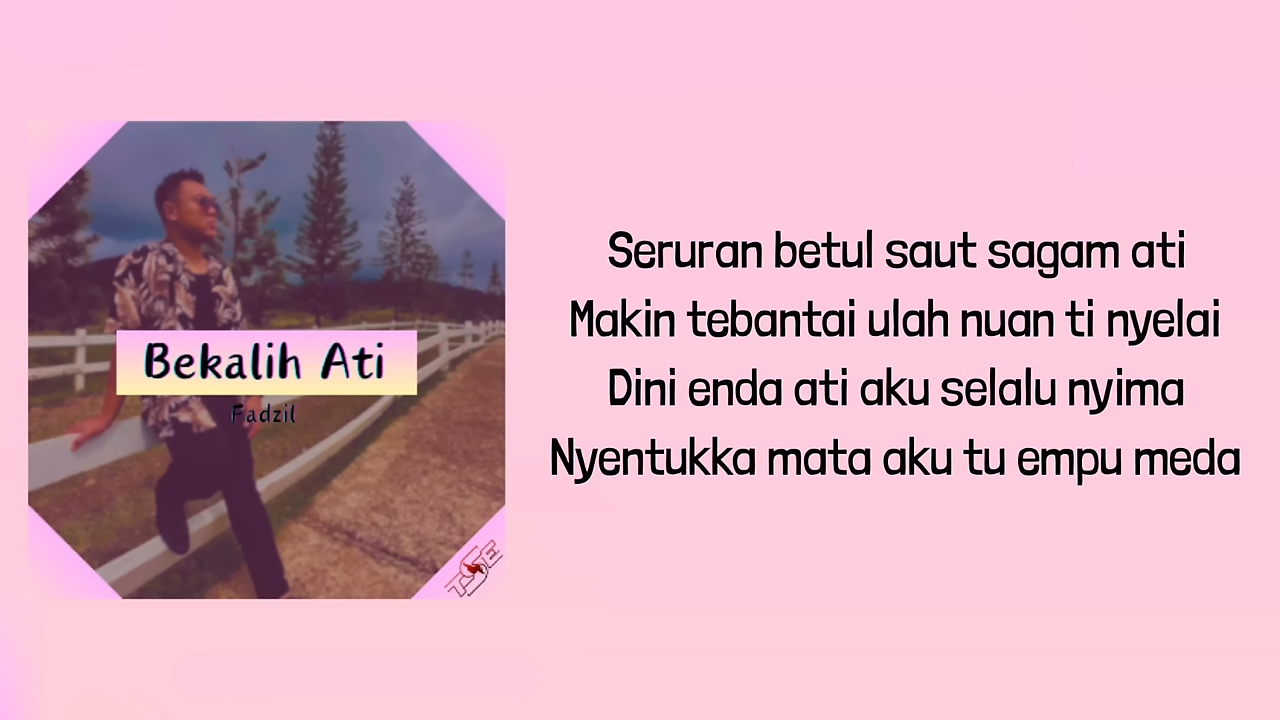 Bekalih Ati
Fadzil
TSE
Seruran betul saut sagam ati
Makin tebantai ulah nuan ti nyelai
Dini enda ati aku selalu nyima
Nyentukka mata aku tu empu meda